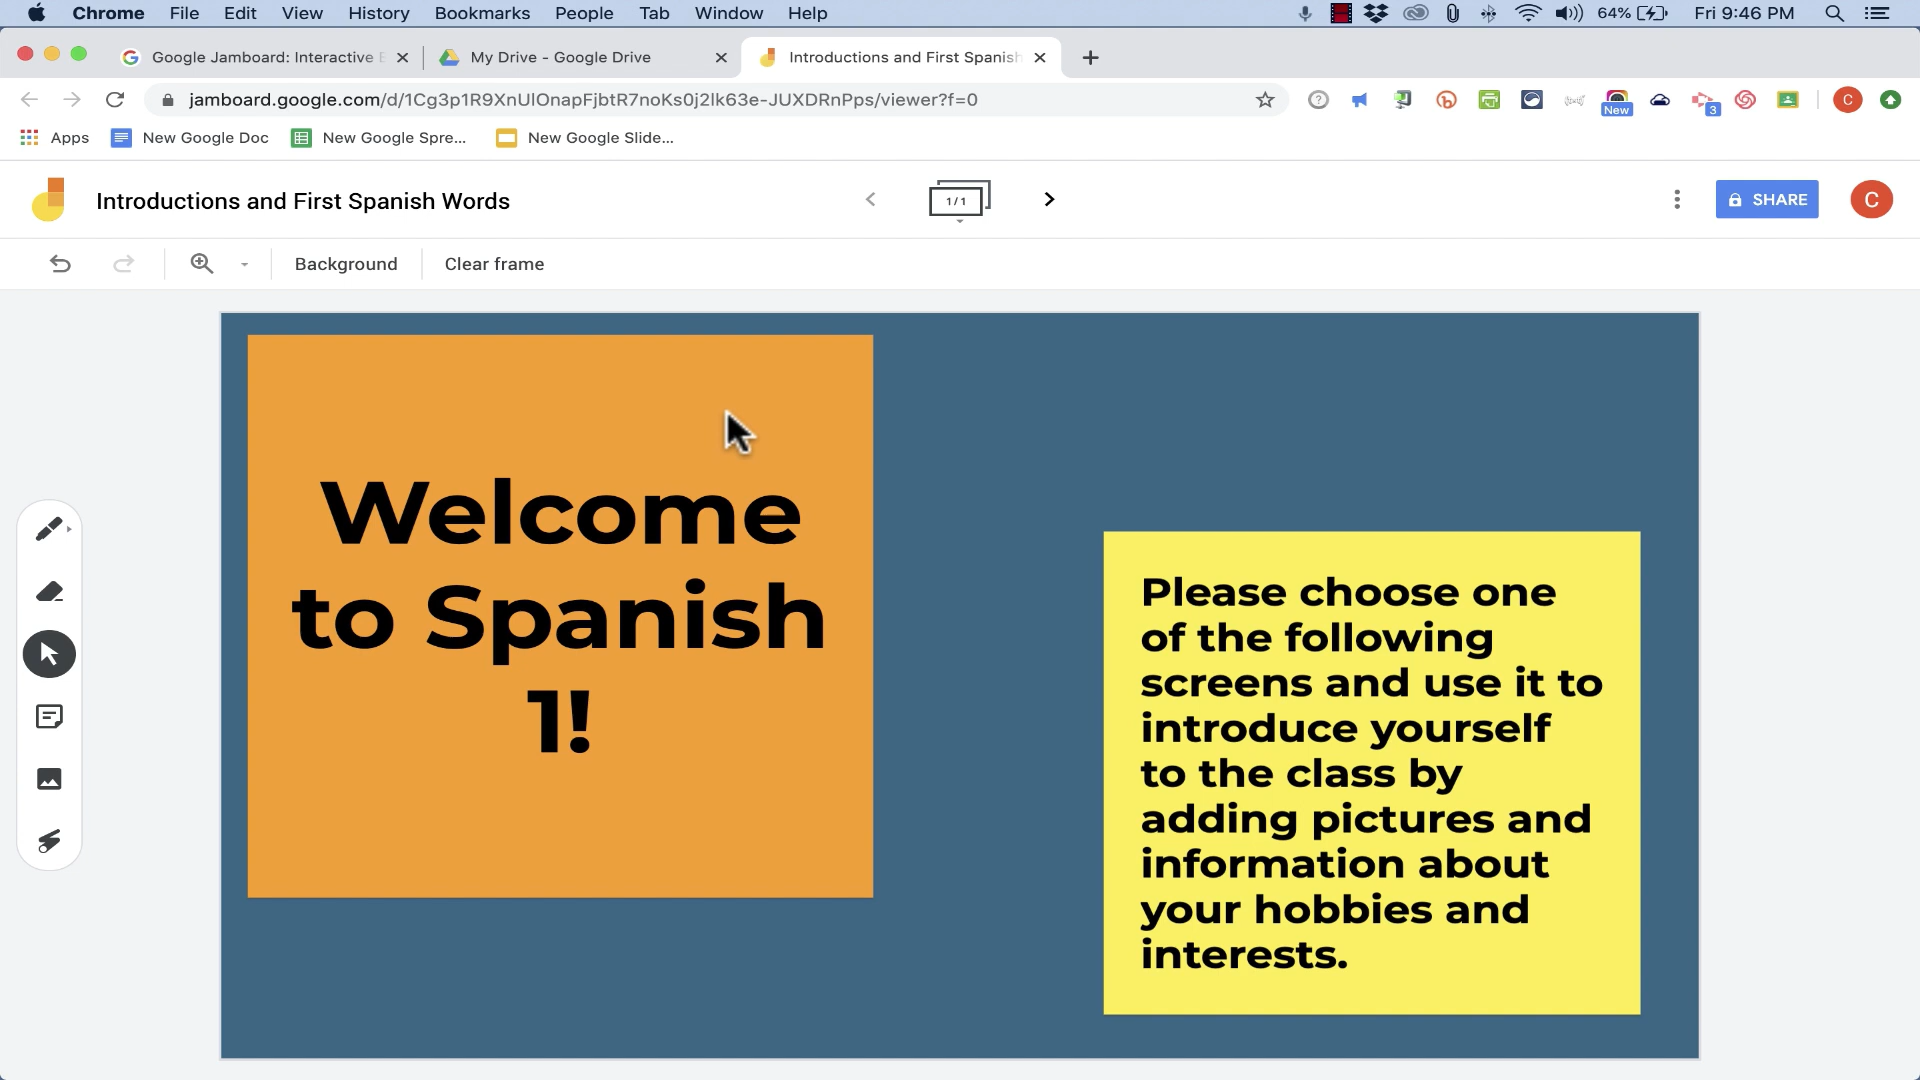 Chrome File Edit View History Bookmarks People Tab Window Help 64% Fri 9:46 PM
Google Jamboard: Interactive My Drive - Google Drive Introductions and First Spanish
jamboard.google.com/d/1Cg3p1R9XnUlOnapFjbtR7noKs0j2lk63e-JUXDRnPps/viewer?f=0
New 3 C
Apps New Google Doc New Google Spre... New Google Slide...
Introductions and First Spanish Words 1/1 SHARE C
Background Clear frame
Welcome
to Spanish
1!
Please choose one
of the following
screens and use it to
introduce yourself
to the class by
adding pictures and
information about
your hobbies and
interests.